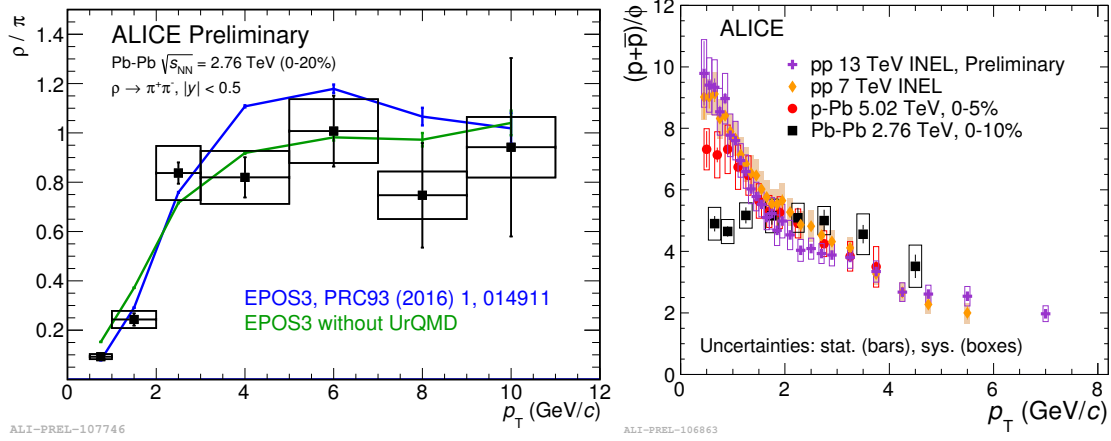 ρ / π
1.4
1.2
1
0.8
0.6
0.4
0.2
ALICE Preliminary
Pb-Pb √sNN = 2.76 TeV (0-20%)
ρ → π⁺π⁻, |y| < 0.5
EPOS3, PRC93 (2016) 1, 014911
EPOS3 without UrQMD
0 2 4 6 8 10 12
pT (GeV/c)
ALI-PREL-107746
(p+p̅)/ϕ
12
10
8
6
4
2
0
ALICE
pp 13 TeV INEL, Preliminary
pp 7 TeV INEL
p-Pb 5.02 TeV, 0-5%
Pb-Pb 2.76 TeV, 0-10%
Uncertainties: stat. (bars), sys. (boxes)
0 2 4 6 8
pT (GeV/c)
ALI-PREL-106863